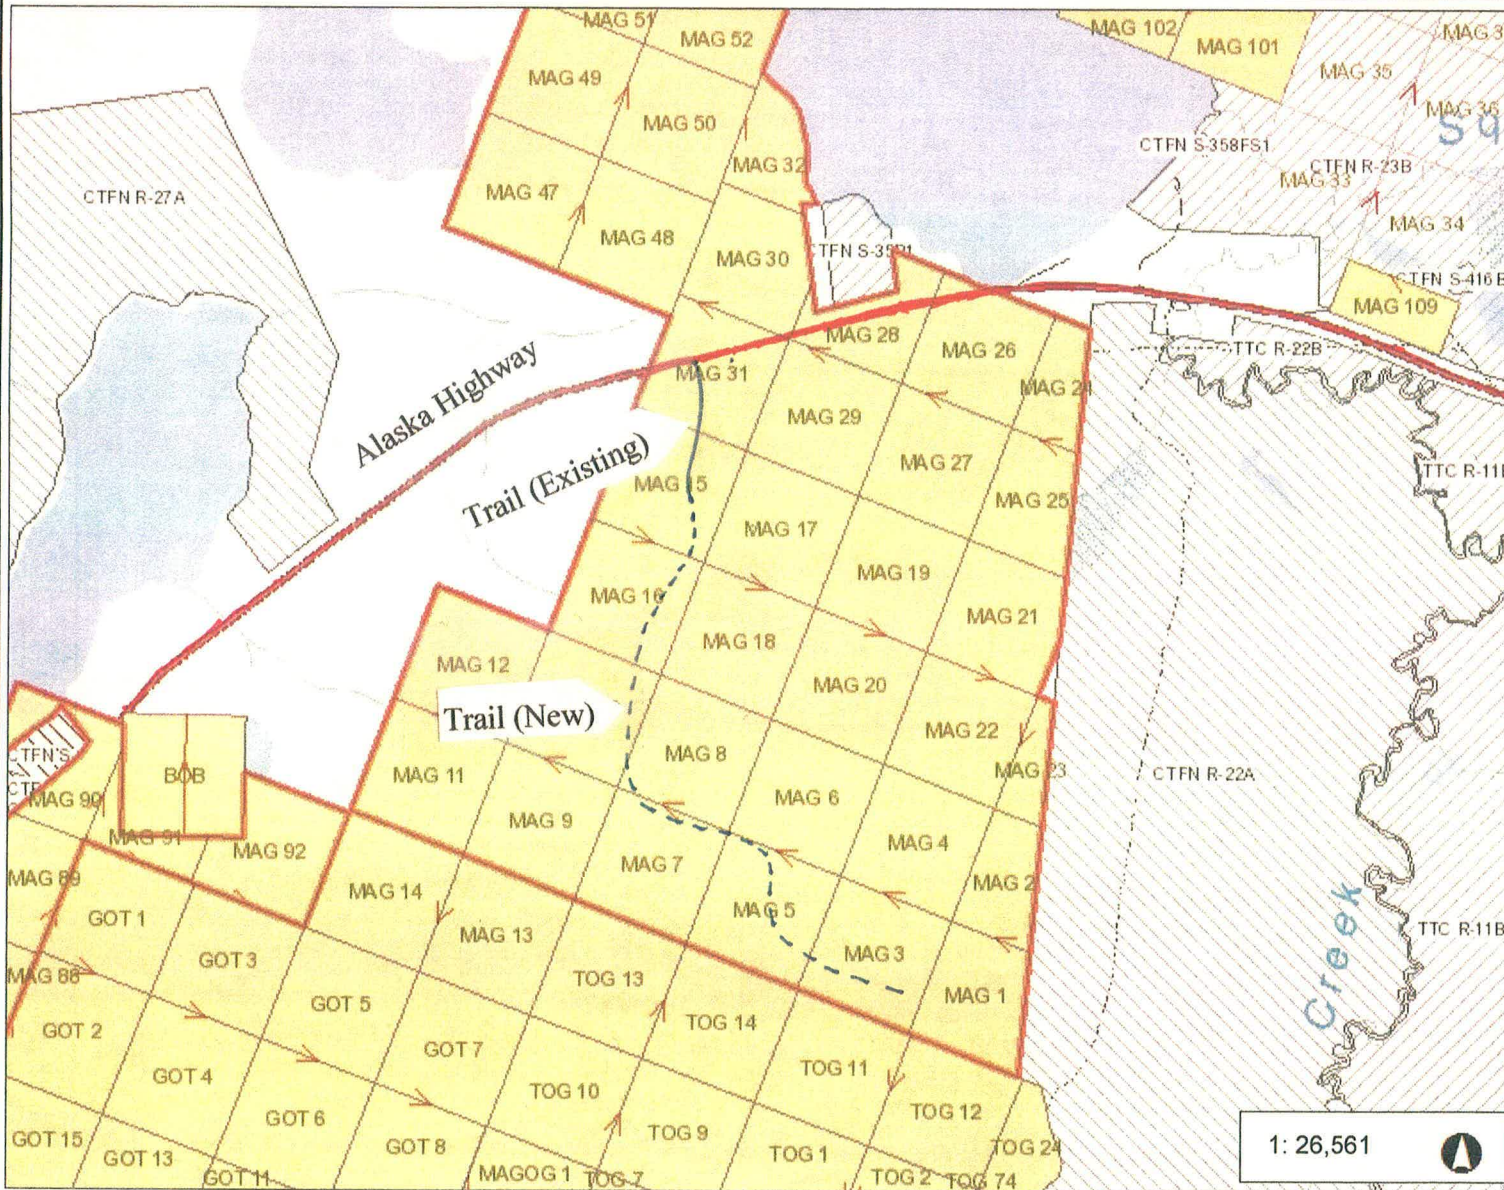 MAG 51
MAG 52
MAG 102
MAG 101
MAG 3
MAG 49
MAG 35
MAG 50
MAG 36
Sq
CTFN S-358FS1
MAG 32
CTFN R-23B
MAG 33
CTFN R-27A
MAG 47
MAG 34
MAG 48
MAG 30
MAG 109
MAG 28
MAG 26
TTC R-22B
Alaska Highway
MAG 31
MAG 24
MAG 29
Trail (Existing)
MAG 27
MAG 15
MAG 25
MAG 17
MAG 19
MAG 16
MAG 21
MAG 18
MAG 12
MAG 20
Trail (New)
MAG 22
MAG 8
CTFN S
BOB
MAG 11
MAG 23
CTFN R-22A
MAG 90
MAG 6
MAG 9
MAG 91
MAG 92
MAG 4
MAG 7
MAG 89
MAG 14
MAG 2
GOT 1
MAG 5
MAG 13
TTC R-11B
Creek
GOT 3
MAG 3
MAG 86
TOG 13
MAG 1
GOT 5
TOG 14
GOT 2
GOT 7
TOG 11
GOT 4
TOG 10
GOT 6
TOG 12
TOG 9
GOT 15
GOT 13
GOT 8
TOG 1
TOG 24
1: 26,561
GOT 11
MAGOG 1
TOG 7
TOG 2
TOG 74